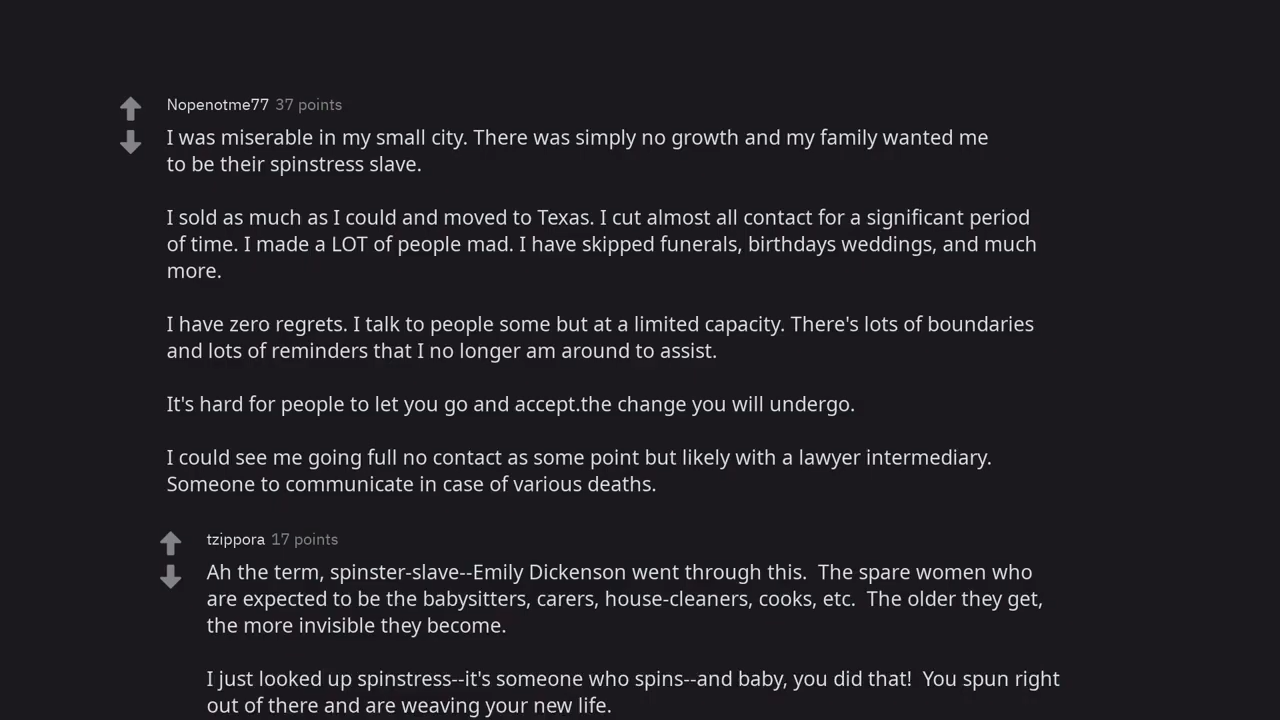 Nopenotme77 37 points
I was miserable in my small city. There was simply no growth and my family wanted me
to be their spinstress slave.
I sold as much as I could and moved to Texas. I cut almost all contact for a significant period
of time. I made a LOT of people mad. I have skipped funerals, birthdays weddings, and much
more.
I have zero regrets. I talk to people some but at a limited capacity. There's lots of boundaries
and lots of reminders that I no longer am around to assist.
It's hard for people to let you go and accept.the change you will undergo.
I could see me going full no contact as some point but likely with a lawyer intermediary.
Someone to communicate in case of various deaths.
tzippora 17 points
Ah the term, spinster-slave--Emily Dickenson went through this.  The spare women who
are expected to be the babysitters, carers, house-cleaners, cooks, etc.  The older they get,
the more invisible they become.
I just looked up spinstress--it's someone who spins--and baby, you did that!  You spun right
out of there and are weaving your new life.